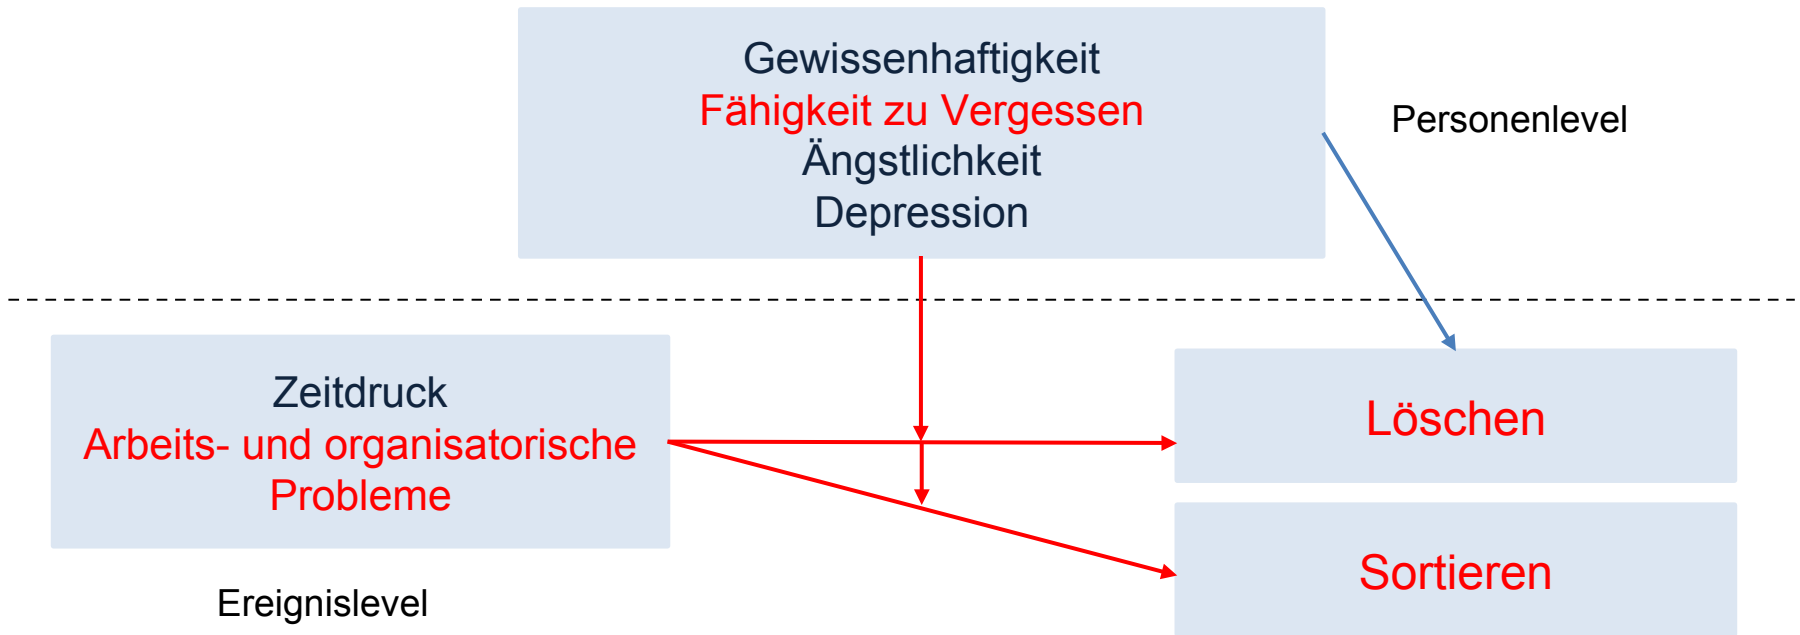 Gewissenhaftigkeit
Fähigkeit zu Vergessen
Ängstlichkeit
Depression
Personenlevel
Zeitdruck
Arbeits- und organisatorische
Probleme
Löschen
Sortieren
Ereignislevel